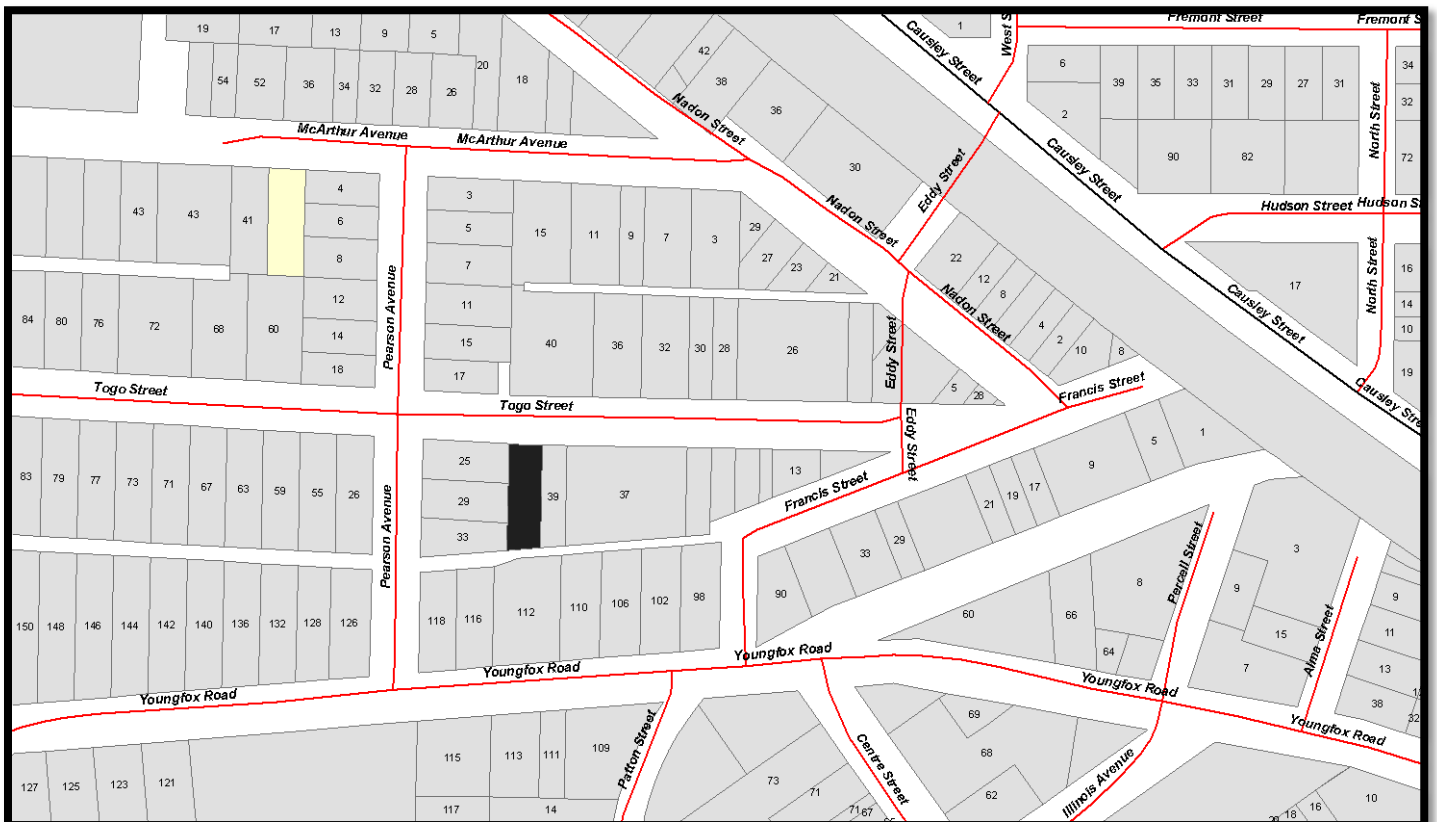 Fremont Street
Fremont S
1
West S
19 17 13 9 5
Causley Street
42
54 52 36 34 32 28 26 20 18
38
36
6
39 35 33 31 29 27 31
34
2
32
Nadon Street
McArthur Avenue
McArthur Avenue
North Street
Causley Street
30
90 82
72
Eddy Street
4
3
43 43 41
6
5
15 11 9 7 3
29
Nadon Street
Hudson Street
Hudson St
8
7
27 23 21
22 12 8
16
17
North Street
12
11
Pearson Avenue
Nadon Street
Causley Street
14
84 80 76 72 68 60
14
15
40 36 32 30 28 26
Eddy Street
4 2 10 8
10
18
17
19
Togo Street
Togo Street
5 28
Francis Street
Causley Stre
Eddy Street
1
5
9
83 79 77 73 71 67 63 59 55 26
25
29
33
39 37
13
Francis Street
21 19 17
Pearson Avenue
33 29
3
8
Percell Street
9
9
118 116 112 110 106 102 98
90
60 66
64
15
7
Alma Street
11
13
38
32
150 148 146 144 142 140 136 132 128 126
Youngfox Road
Youngfox Road
Youngfox Road
Youngfox Road
Youngfox Road
Patton Street
Centre Street
Illinois Avenue
69
68
62
127 125 123 121
115 113 111 109
117 14
73 71
71 67
18 16 10